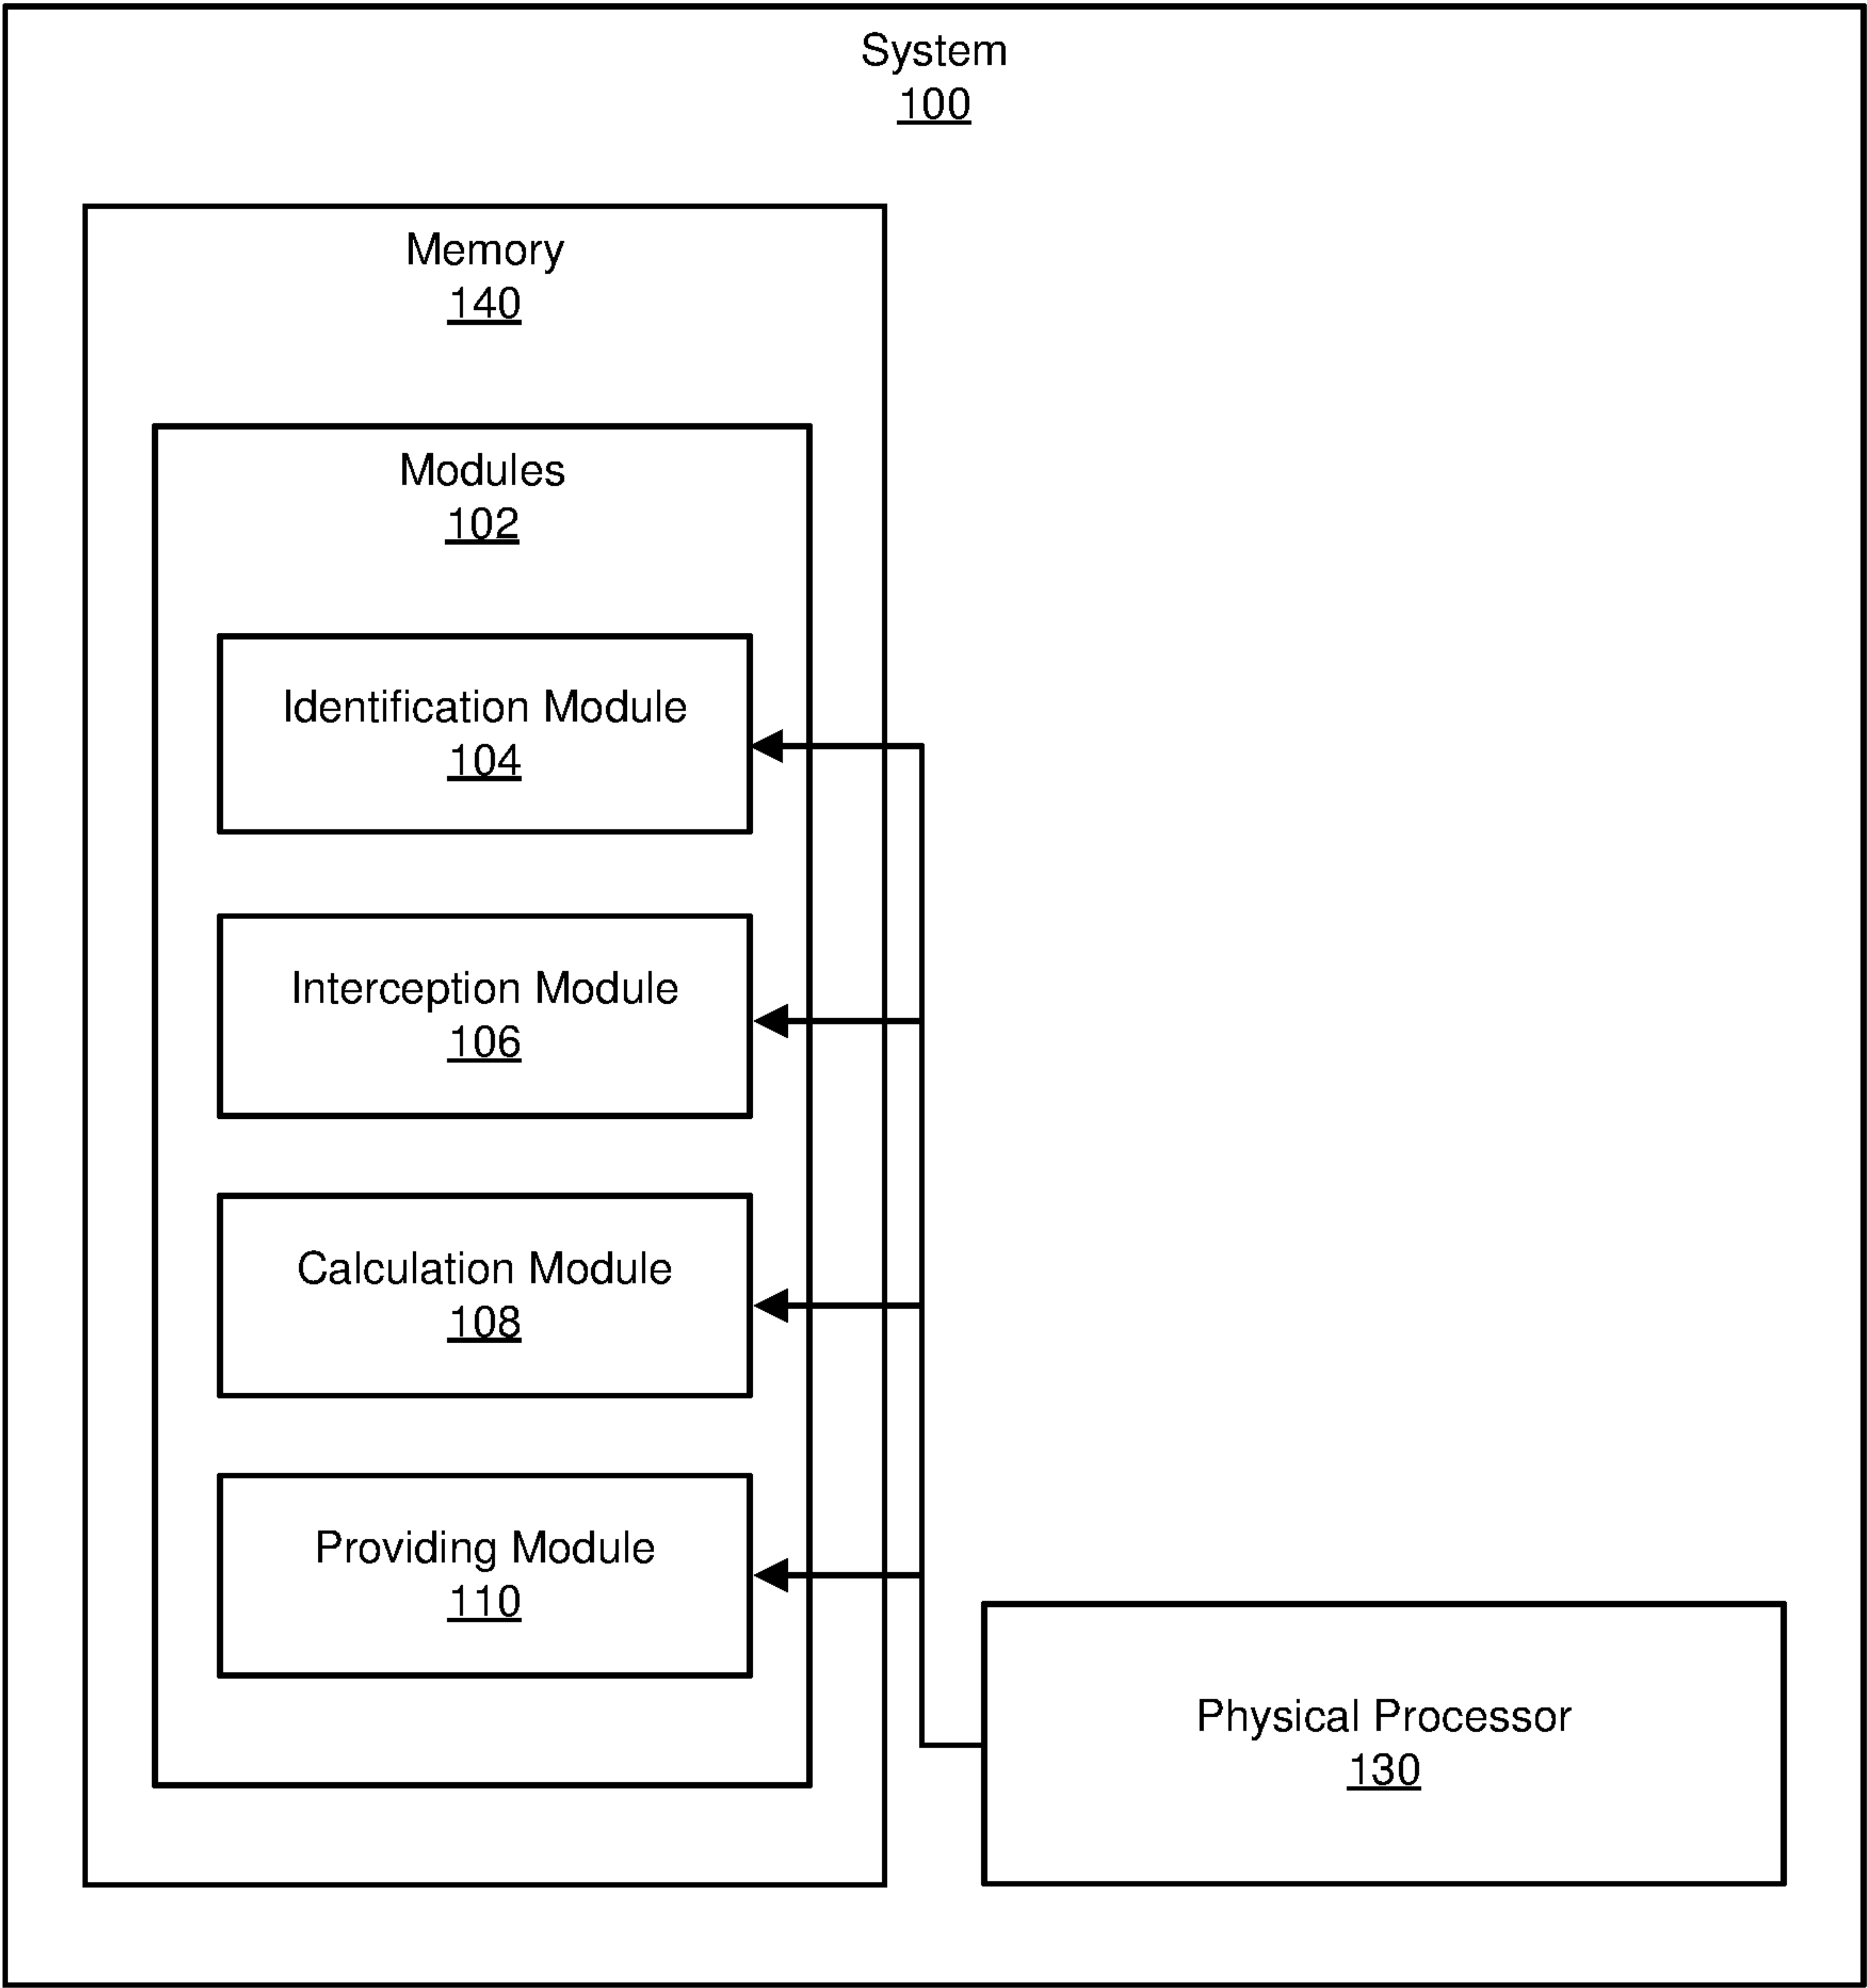 System
100
Memory
140
Modules
102
Identification Module
104
Interception Module
106
Calculation Module
108
Providing Module
110
Physical Processor
130